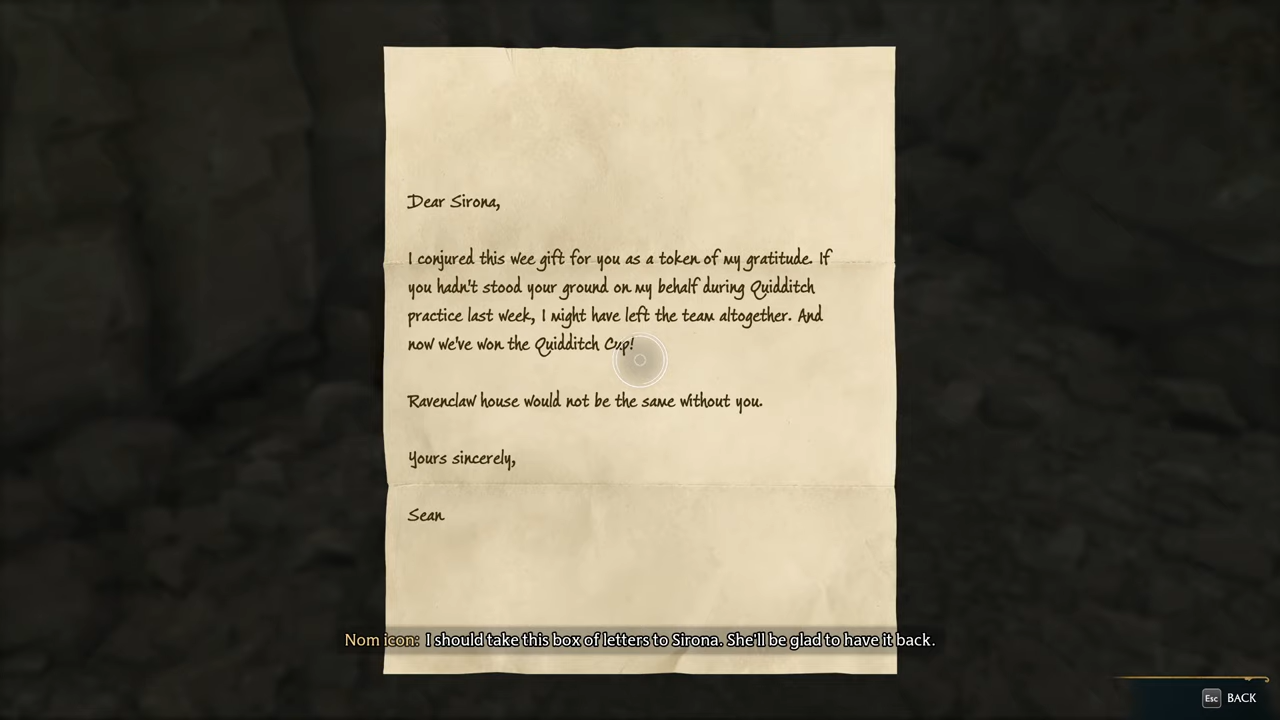 Dear Sirona,
I conjured this wee gift for you as a token of my gratitude. If
you hadn't stood your ground on my behalf during Quidditch
practice last week, I might have left the team altogether. And
now we've won the Quidditch Cup!
Ravenclaw house would not be the same without you.
Yours sincerely,
Sean
Nom icon: I should take this box of letters to Sirona. She'll be glad to have it back.
Esc BACK